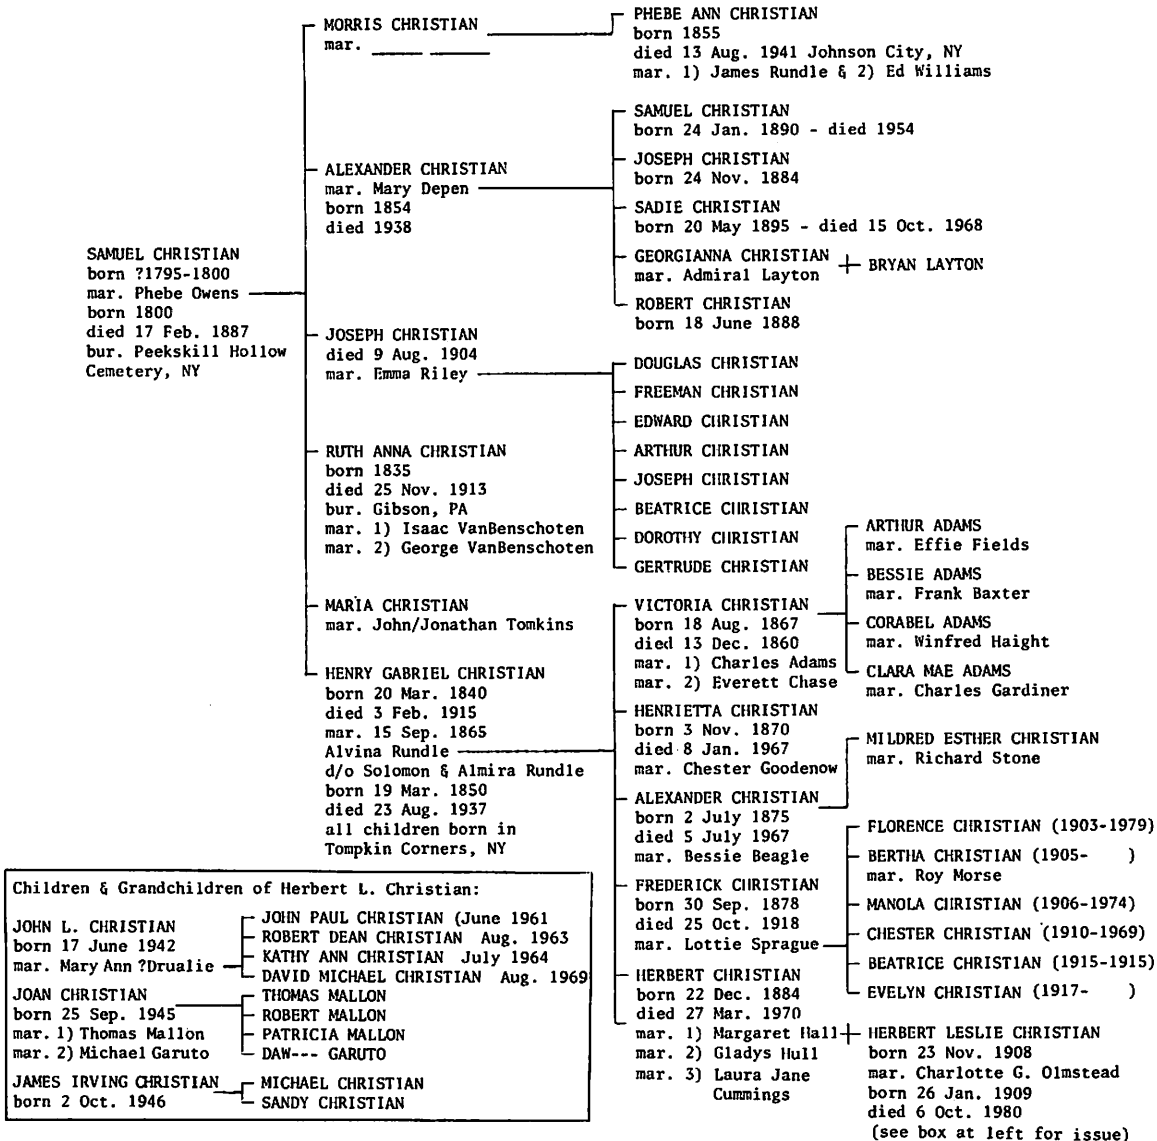 SAMUEL CHRISTIAN
born ?1795-1800
mar. Phebe Owens
born 1800
died 17 Feb. 1887
bur. Peekskill Hollow
Cemetery, NY
MORRIS CHRISTIAN
mar. ____ ____
PHEBE ANN CHRISTIAN
born 1855
died 13 Aug. 1941 Johnson City, NY
mar. 1) James Rundle & 2) Ed Williams
ALEXANDER CHRISTIAN
mar. Mary Depen
born 1854
died 1938
SAMUEL CHRISTIAN
born 24 Jan. 1890 - died 1954
JOSEPH CHRISTIAN
born 24 Nov. 1884
SADIE CHRISTIAN
born 20 May 1895 - died 15 Oct. 1968
GEORGIANNA CHRISTIAN
mar. Admiral Layton
BRYAN LAYTON
ROBERT CHRISTIAN
born 18 June 1888
JOSEPH CHRISTIAN
died 9 Aug. 1904
mar. Emma Riley
DOUGLAS CHRISTIAN
FREEMAN CHRISTIAN
EDWARD CHRISTIAN
ARTHUR CHRISTIAN
JOSEPH CHRISTIAN
BEATRICE CHRISTIAN
DOROTHY CHRISTIAN
GERTRUDE CHRISTIAN
RUTH ANNA CHRISTIAN
born 1835
died 25 Nov. 1913
bur. Gibson, PA
mar. 1) Isaac VanBenschoten
mar. 2) George VanBenschoten
MARIA CHRISTIAN
mar. John/Jonathan Tomkins
HENRY GABRIEL CHRISTIAN
born 20 Mar. 1840
died 3 Feb. 1915
mar. 15 Sep. 1865
Alvina Rundle
d/o Solomon & Almira Rundle
born 19 Mar. 1850
died 23 Aug. 1937
all children born in
Tompkin Corners, NY
VICTORIA CHRISTIAN
born 18 Aug. 1867
died 13 Dec. 1860
mar. 1) Charles Adams
mar. 2) Everett Chase
ARTHUR ADAMS
mar. Effie Fields
BESSIE ADAMS
mar. Frank Baxter
CORABEL ADAMS
mar. Winfred Haight
CLARA MAE ADAMS
mar. Charles Gardiner
HENRIETTA CHRISTIAN
born 3 Nov. 1870
died 8 Jan. 1967
mar. Chester Goodenow
ALEXANDER CHRISTIAN
born 2 July 1875
died 5 July 1967
mar. Bessie Beagle
MILDRED ESTHER CHRISTIAN
mar. Richard Stone
FREDERICK CHRISTIAN
born 30 Sep. 1878
died 25 Oct. 1918
mar. Lottie Sprague
FLORENCE CHRISTIAN (1903-1979)
BERTHA CHRISTIAN (1905-     )
mar. Roy Morse
MANOLA CHRISTIAN (1906-1974)
CHESTER CHRISTIAN (1910-1969)
BEATRICE CHRISTIAN (1915-1915)
EVELYN CHRISTIAN (1917-     )
HERBERT CHRISTIAN
born 22 Dec. 1884
died 27 Mar. 1970
mar. 1) Margaret Hall
mar. 2) Gladys Hull
mar. 3) Laura Jane
Cummings
HERBERT LESLIE CHRISTIAN
born 23 Nov. 1908
mar. Charlotte G. Olmstead
born 26 Jan. 1909
died 6 Oct. 1980
(see box at left for issue)
Children & Grandchildren of Herbert L. Christian:
JOHN L. CHRISTIAN
born 17 June 1942
mar. Mary Ann ?Drualie
JOHN PAUL CHRISTIAN (June 1961
ROBERT DEAN CHRISTIAN Aug. 1963
KATHY ANN CHRISTIAN July 1964
DAVID MICHAEL CHRISTIAN Aug. 1969
JOAN CHRISTIAN
born 25 Sep. 1945
mar. 1) Thomas Mallon
mar. 2) Michael Garuto
THOMAS MALLON
ROBERT MALLON
PATRICIA MALLON
DAW--- GARUTO
JAMES IRVING CHRISTIAN
born 2 Oct. 1946
MICHAEL CHRISTIAN
SANDY CHRISTIAN